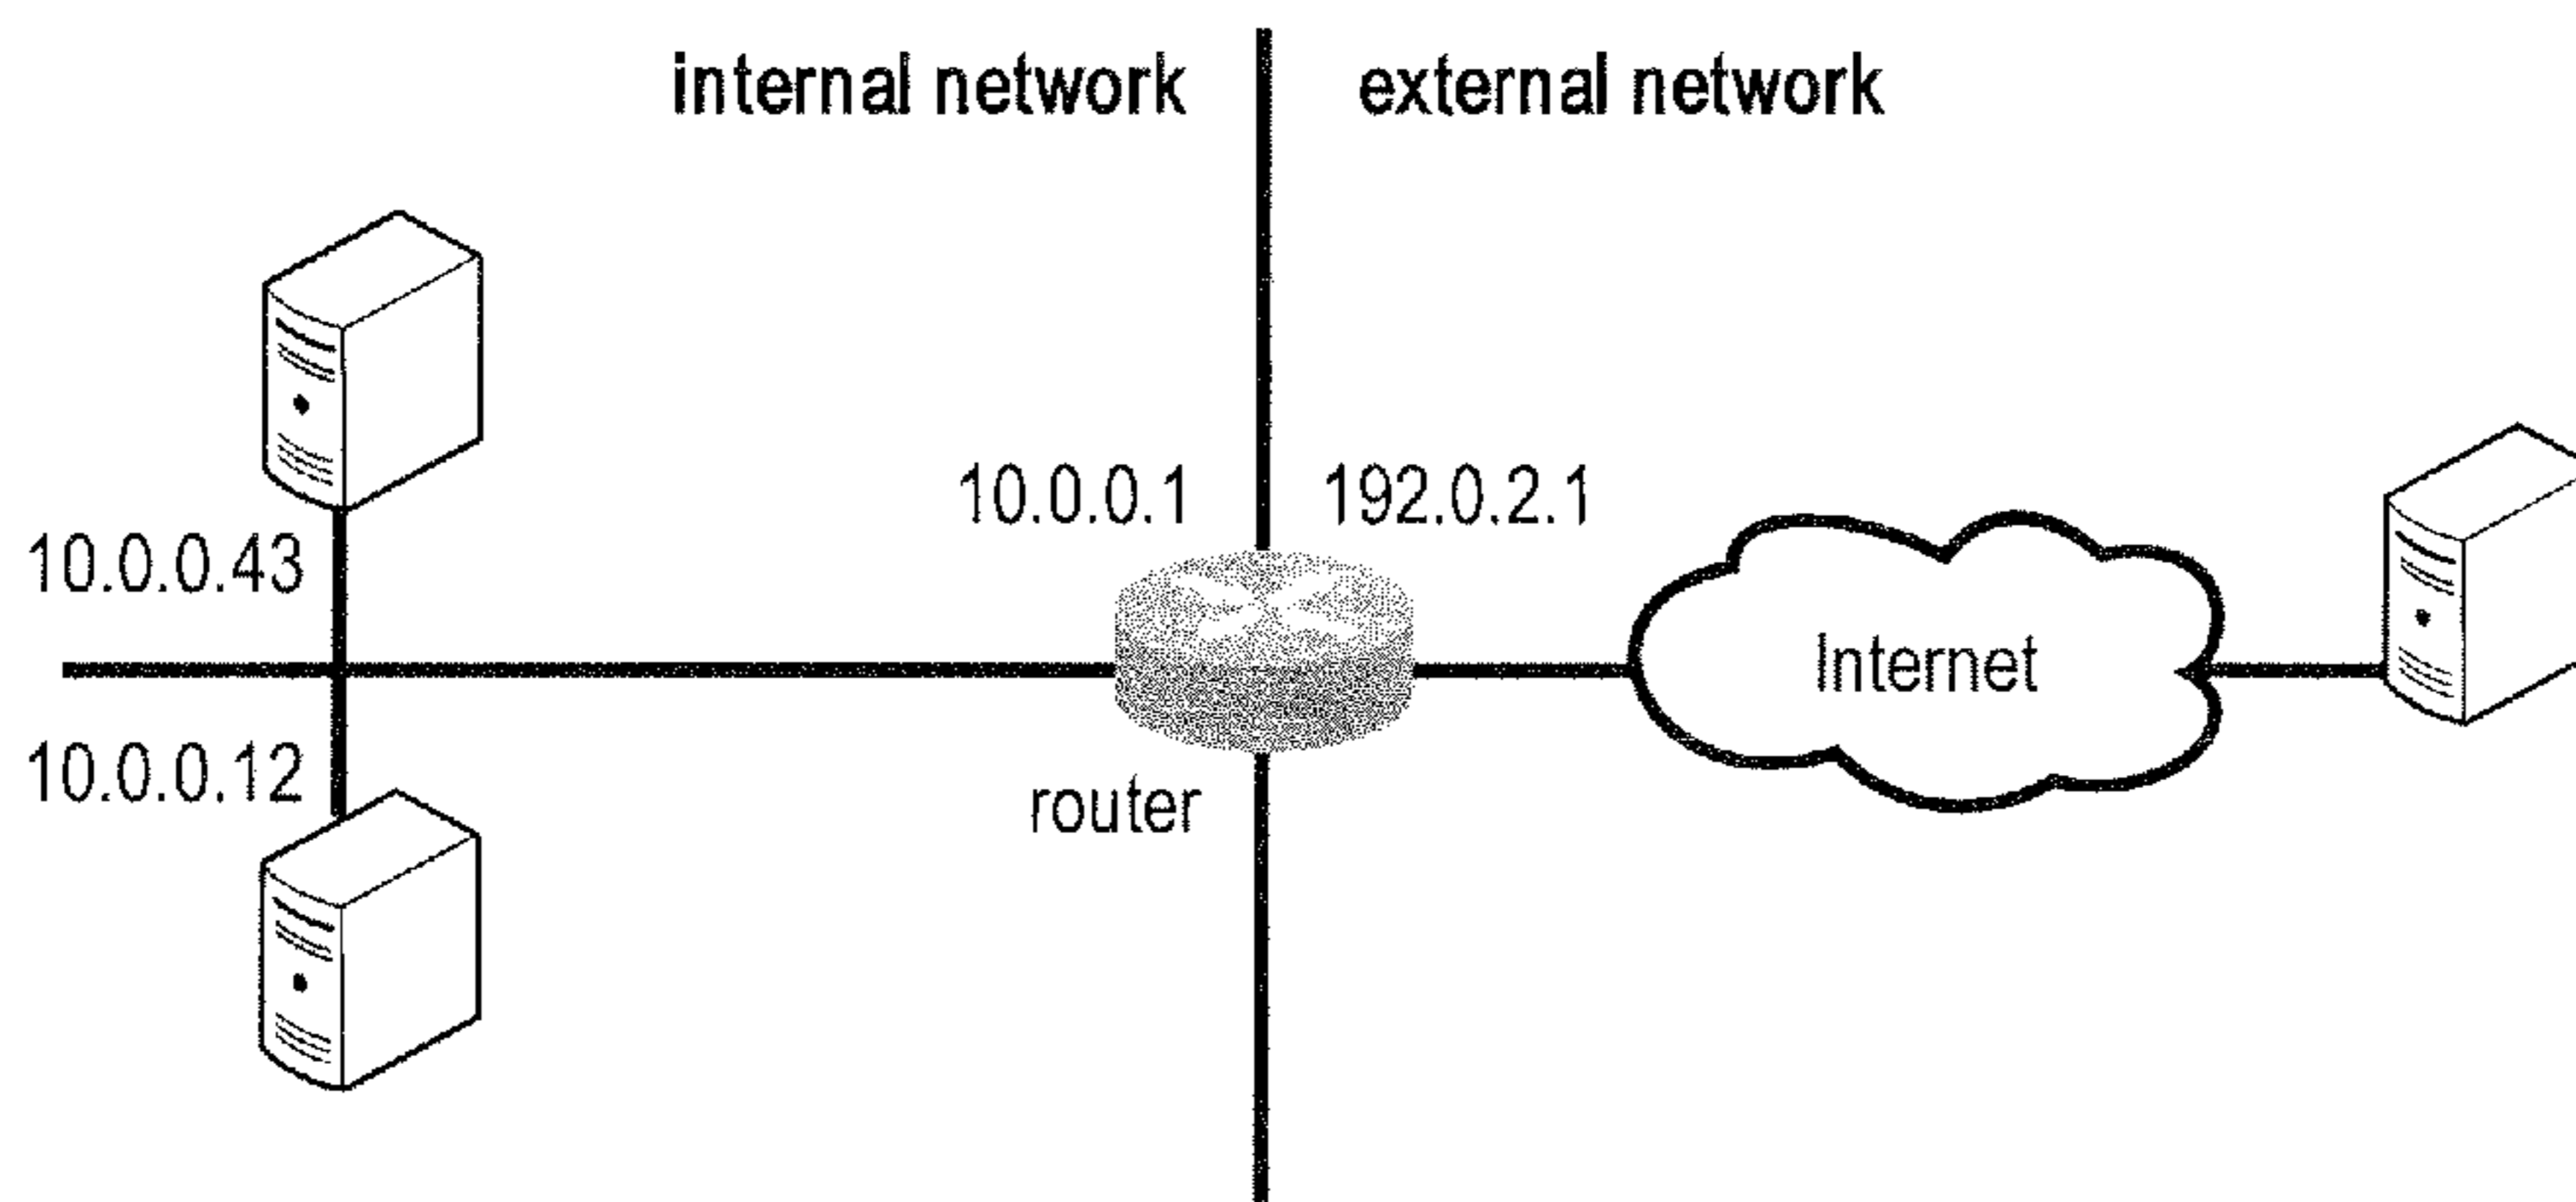 internal network
external network
10.0.0.1
192.0.2.1
10.0.0.43
Internet
10.0.0.12
router